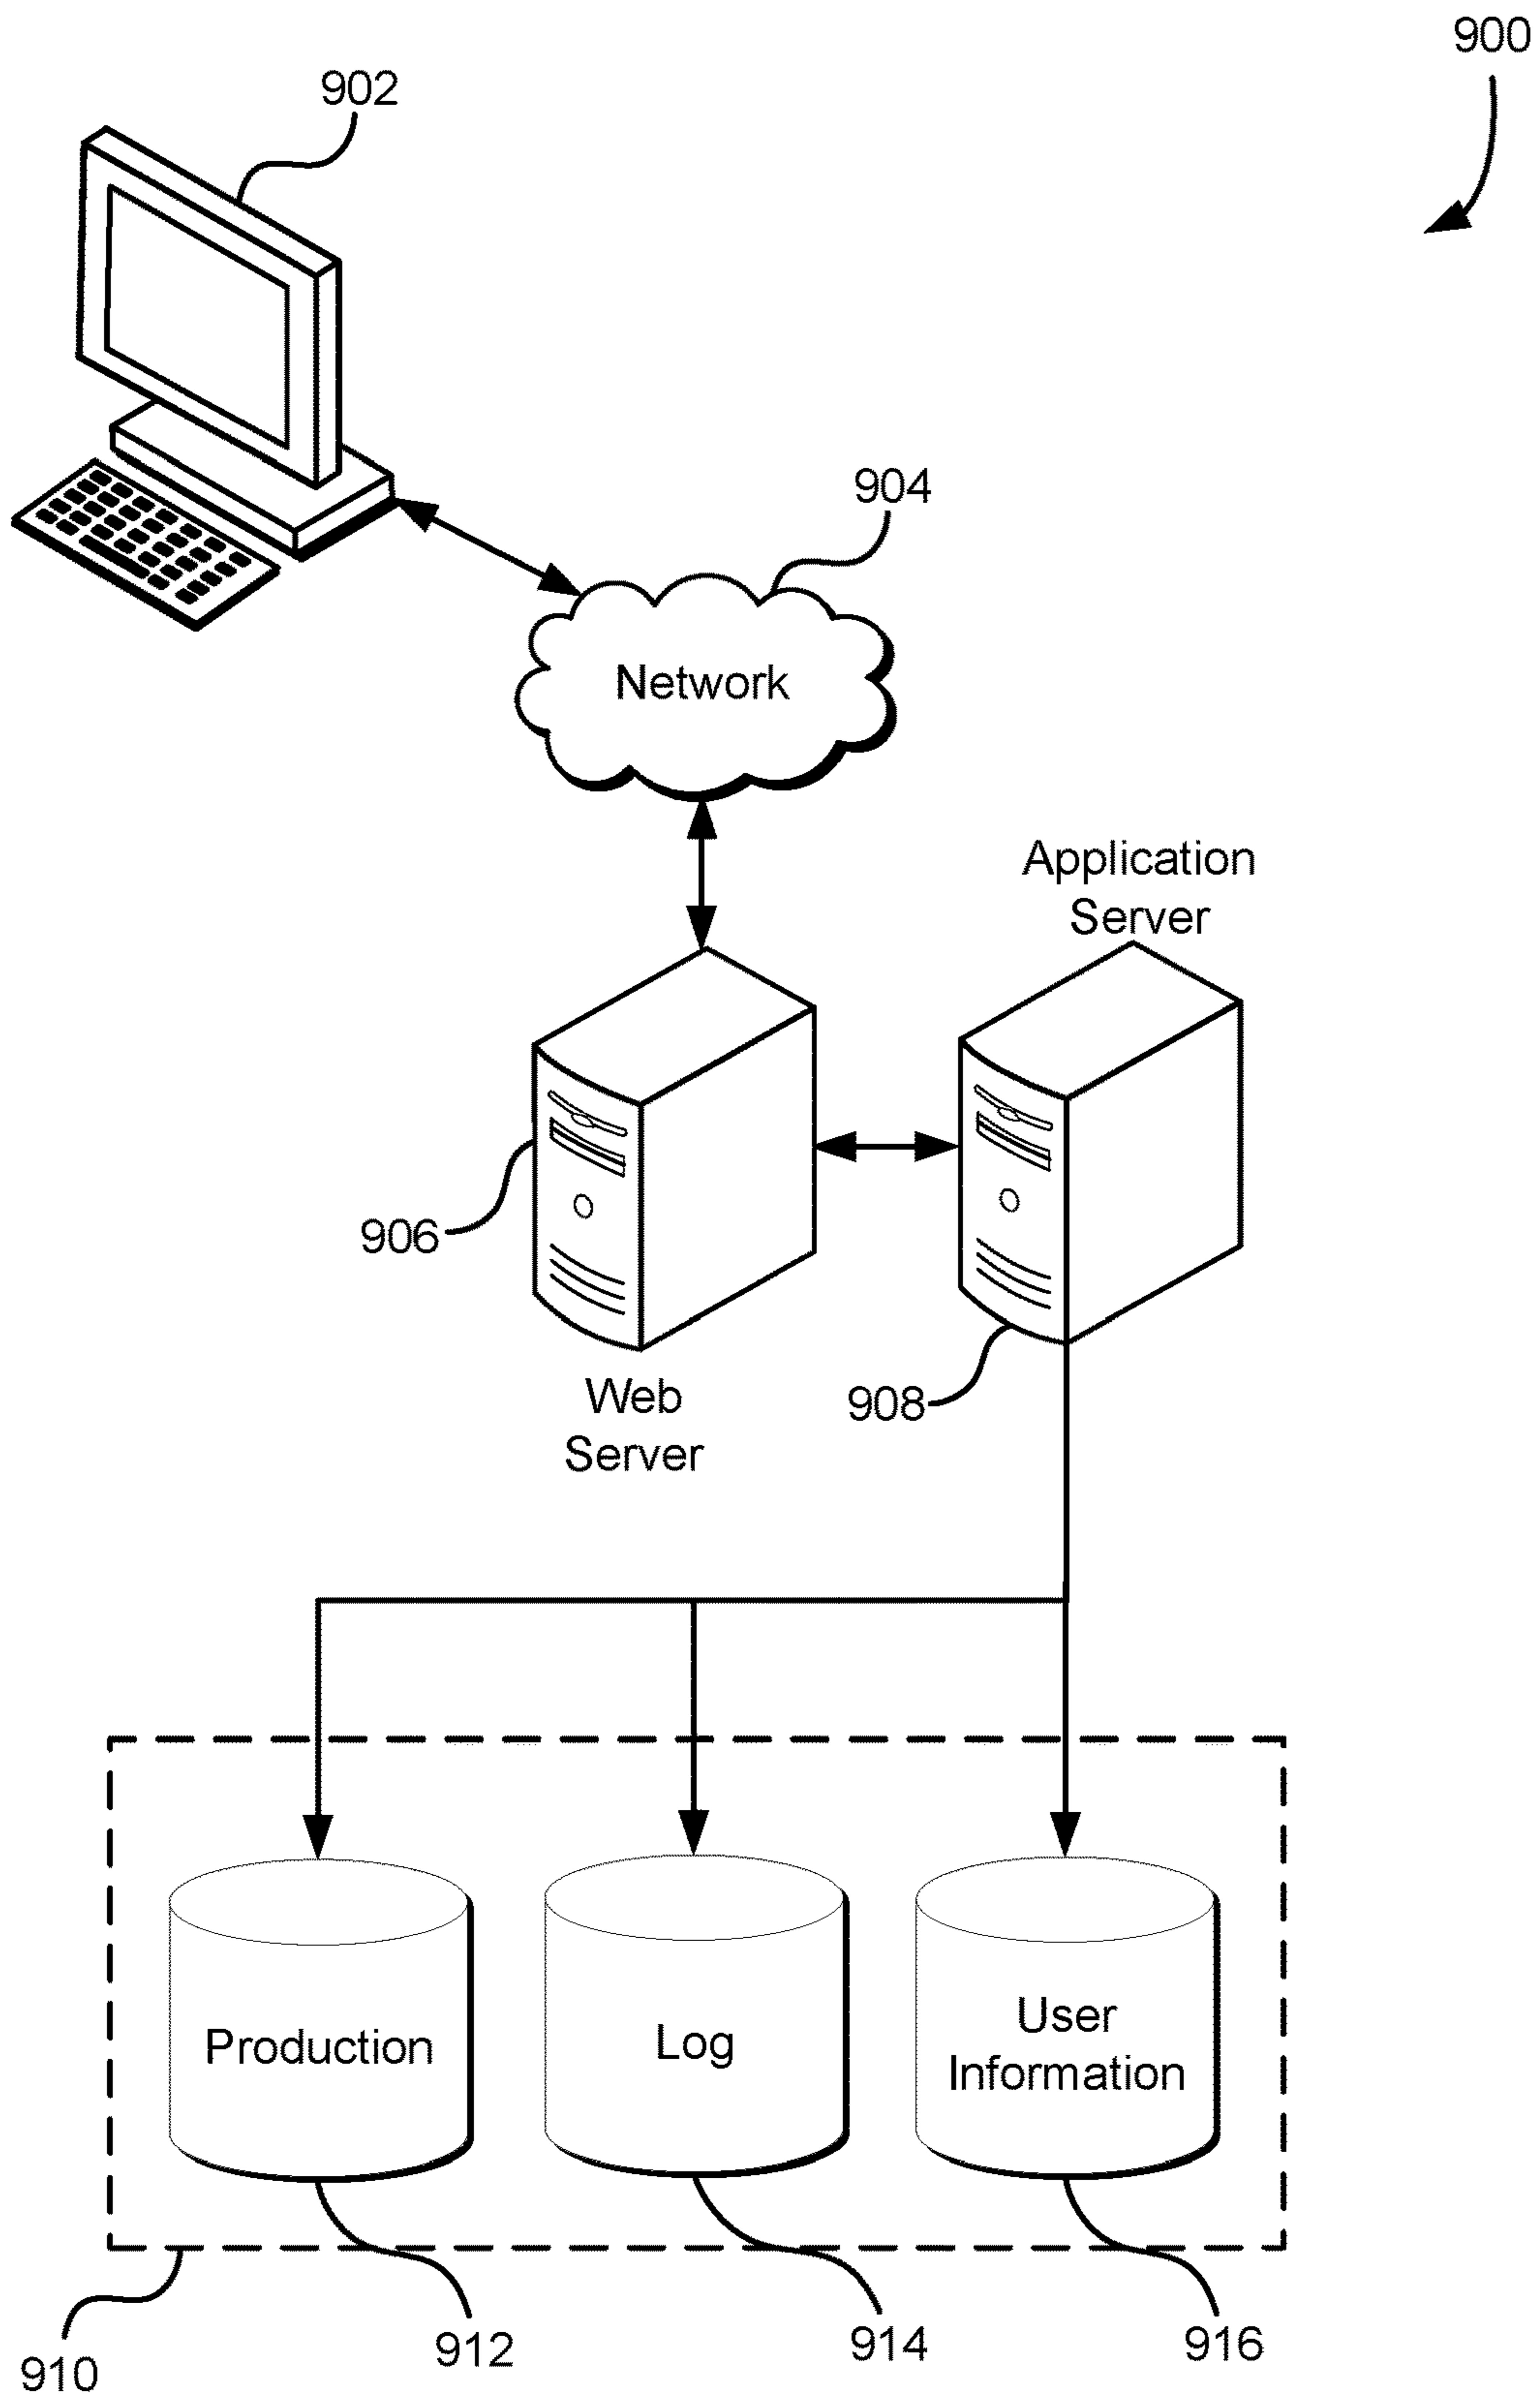 900
902
904
Network
Application
Server
906
908
Web
Server
Production
Log
User
Information
910
912
914
916